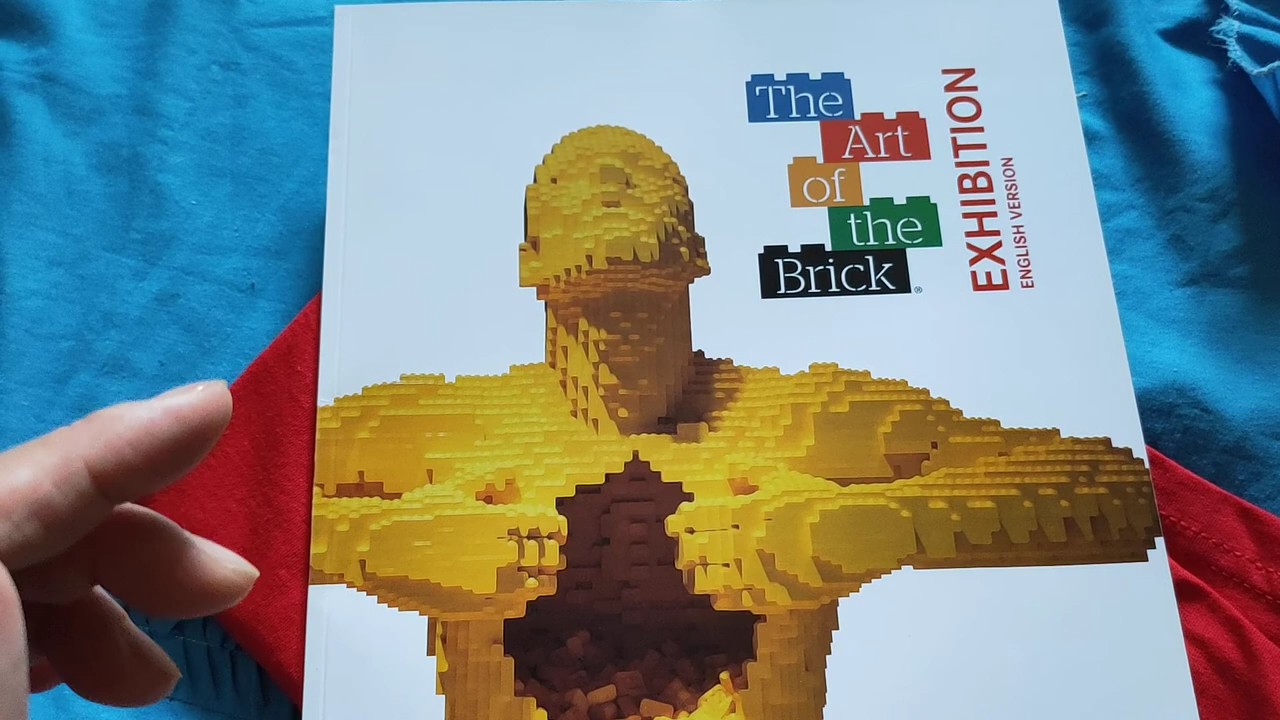 The
Art
of
the
Brick®
EXHIBITION
ENGLISH VERSION